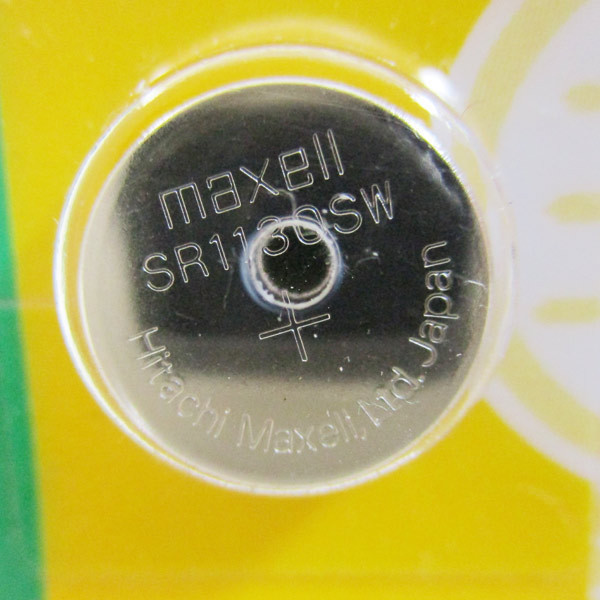 maxell
SR1130SW
+
Hitachi Maxell, Ltd. Japan